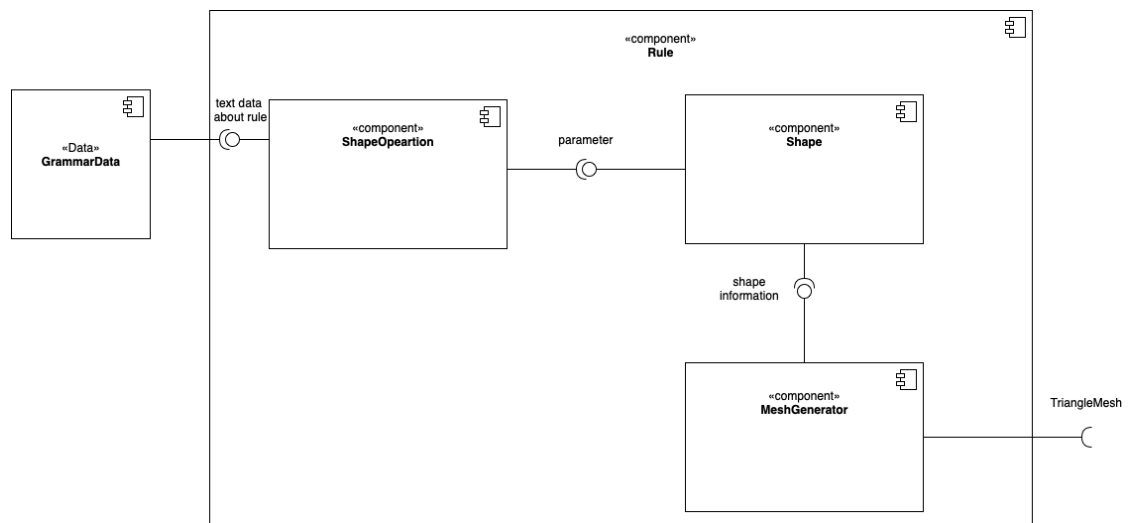 «component»
Rule
«Data»
GrammarData
text data
about rule
«component»
ShapeOpeartion
parameter
«component»
Shape
shape
information
«component»
MeshGenerator
TriangleMesh